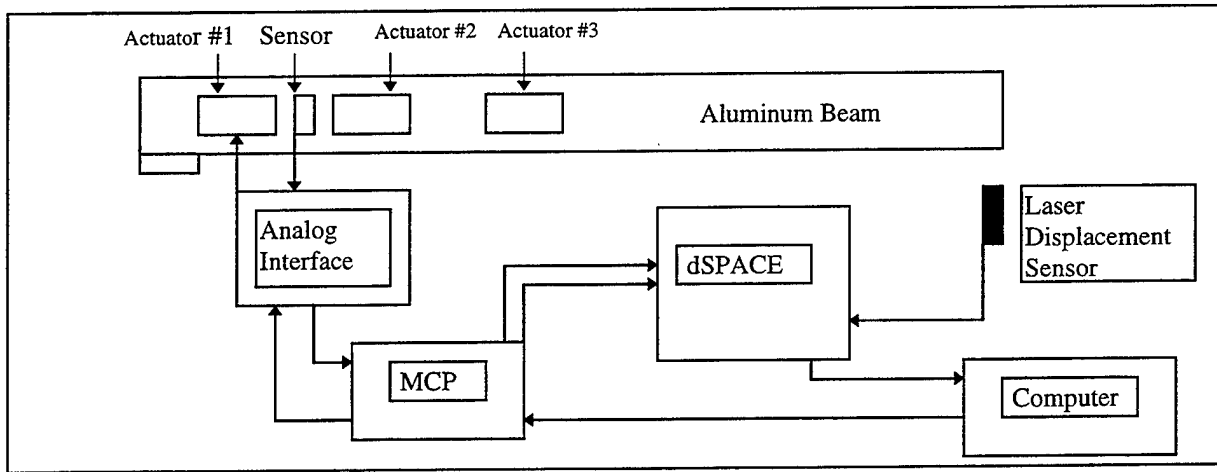 Actuator #1
Sensor
Actuator #2
Actuator #3
Aluminum Beam
Analog
Interface
dSPACE
Laser
Displacement
Sensor
MCP
Computer